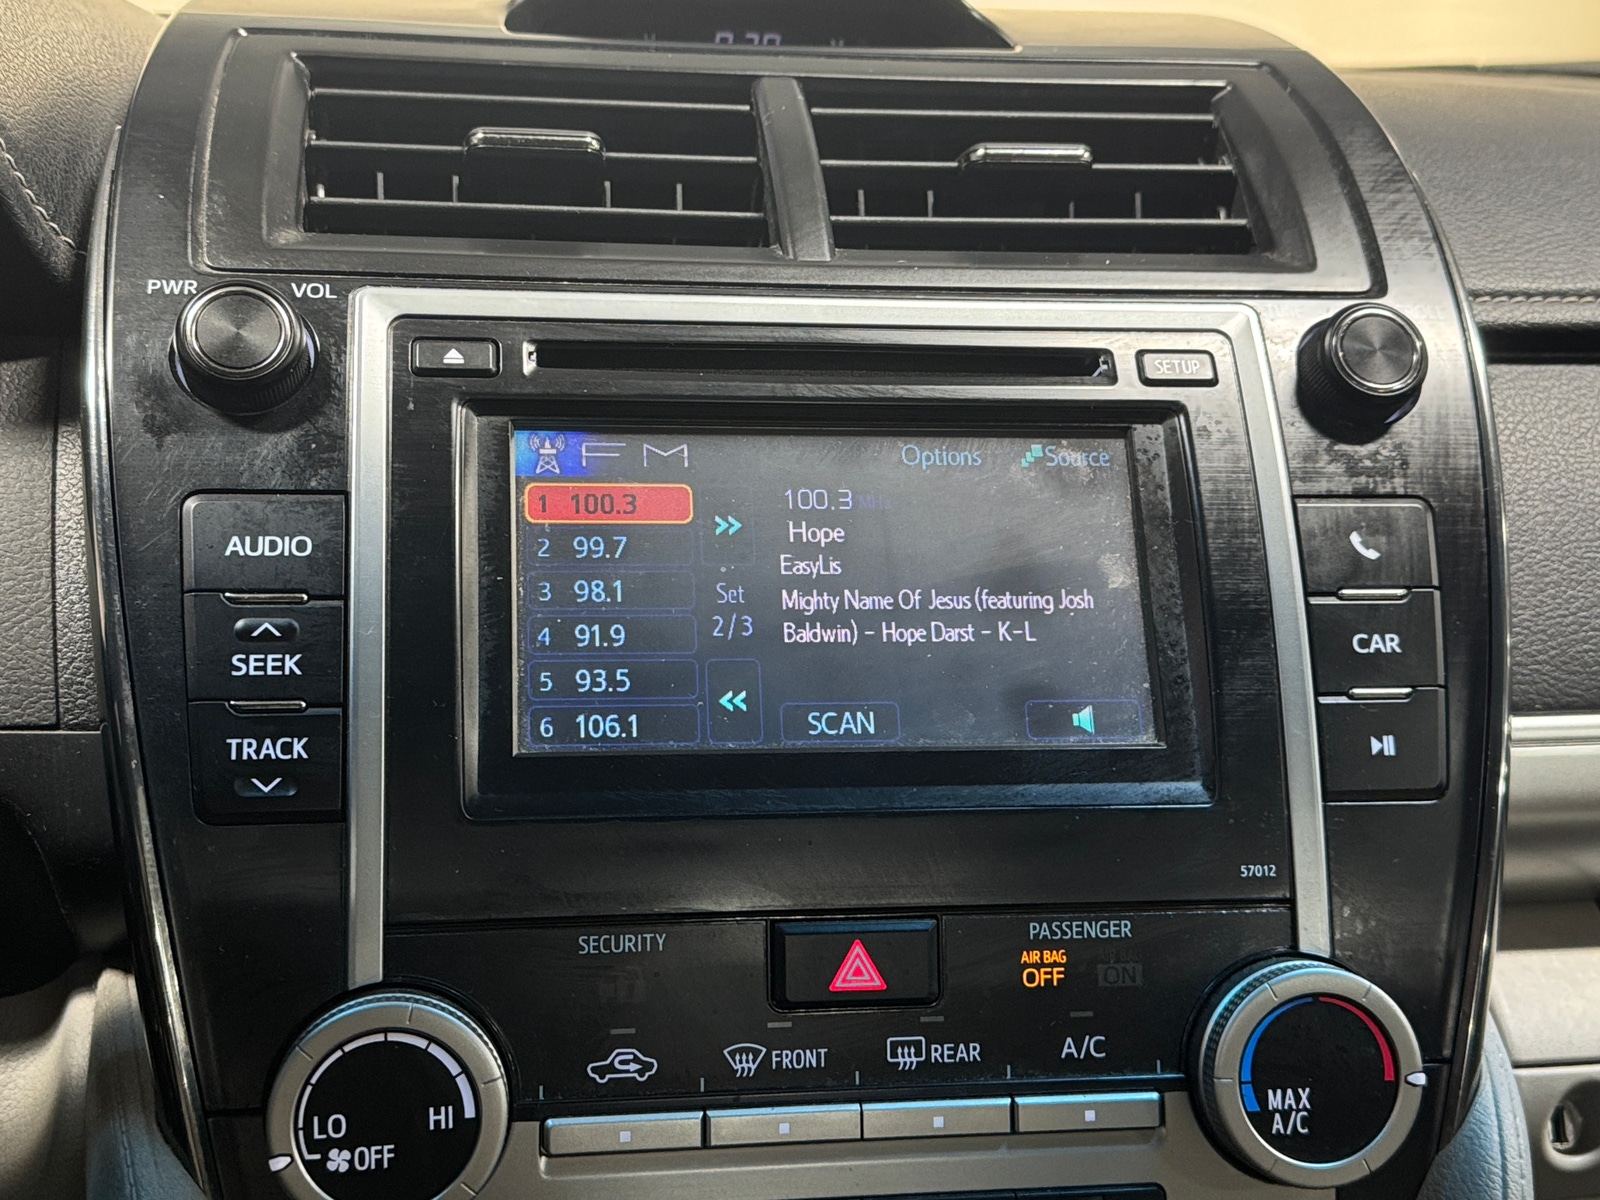 PWR VOL
SETUP
FM Options Source
1 100.3
2 99.7
3 98.1
4 91.9
5 93.5
6 106.1
Set
2/3
100.3 MHz
Hope
EasyLis
Mighty Name Of Jesus (featuring Josh
Baldwin) - Hope Darst - K-L
SCAN
AUDIO
SEEK
TRACK
CAR
57012
SECURITY
PASSENGER
AIR BAG
OFF
ON
FRONT
REAR
A/C
LO
HI
OFF
MAX
A/C